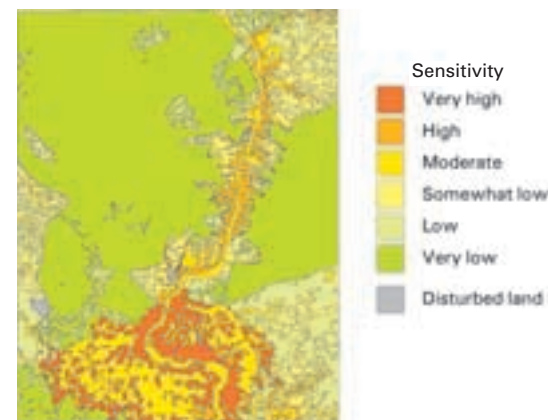 Sensitivity
Very high
High
Moderate
Somewhat low
Low
Very low
Disturbed land